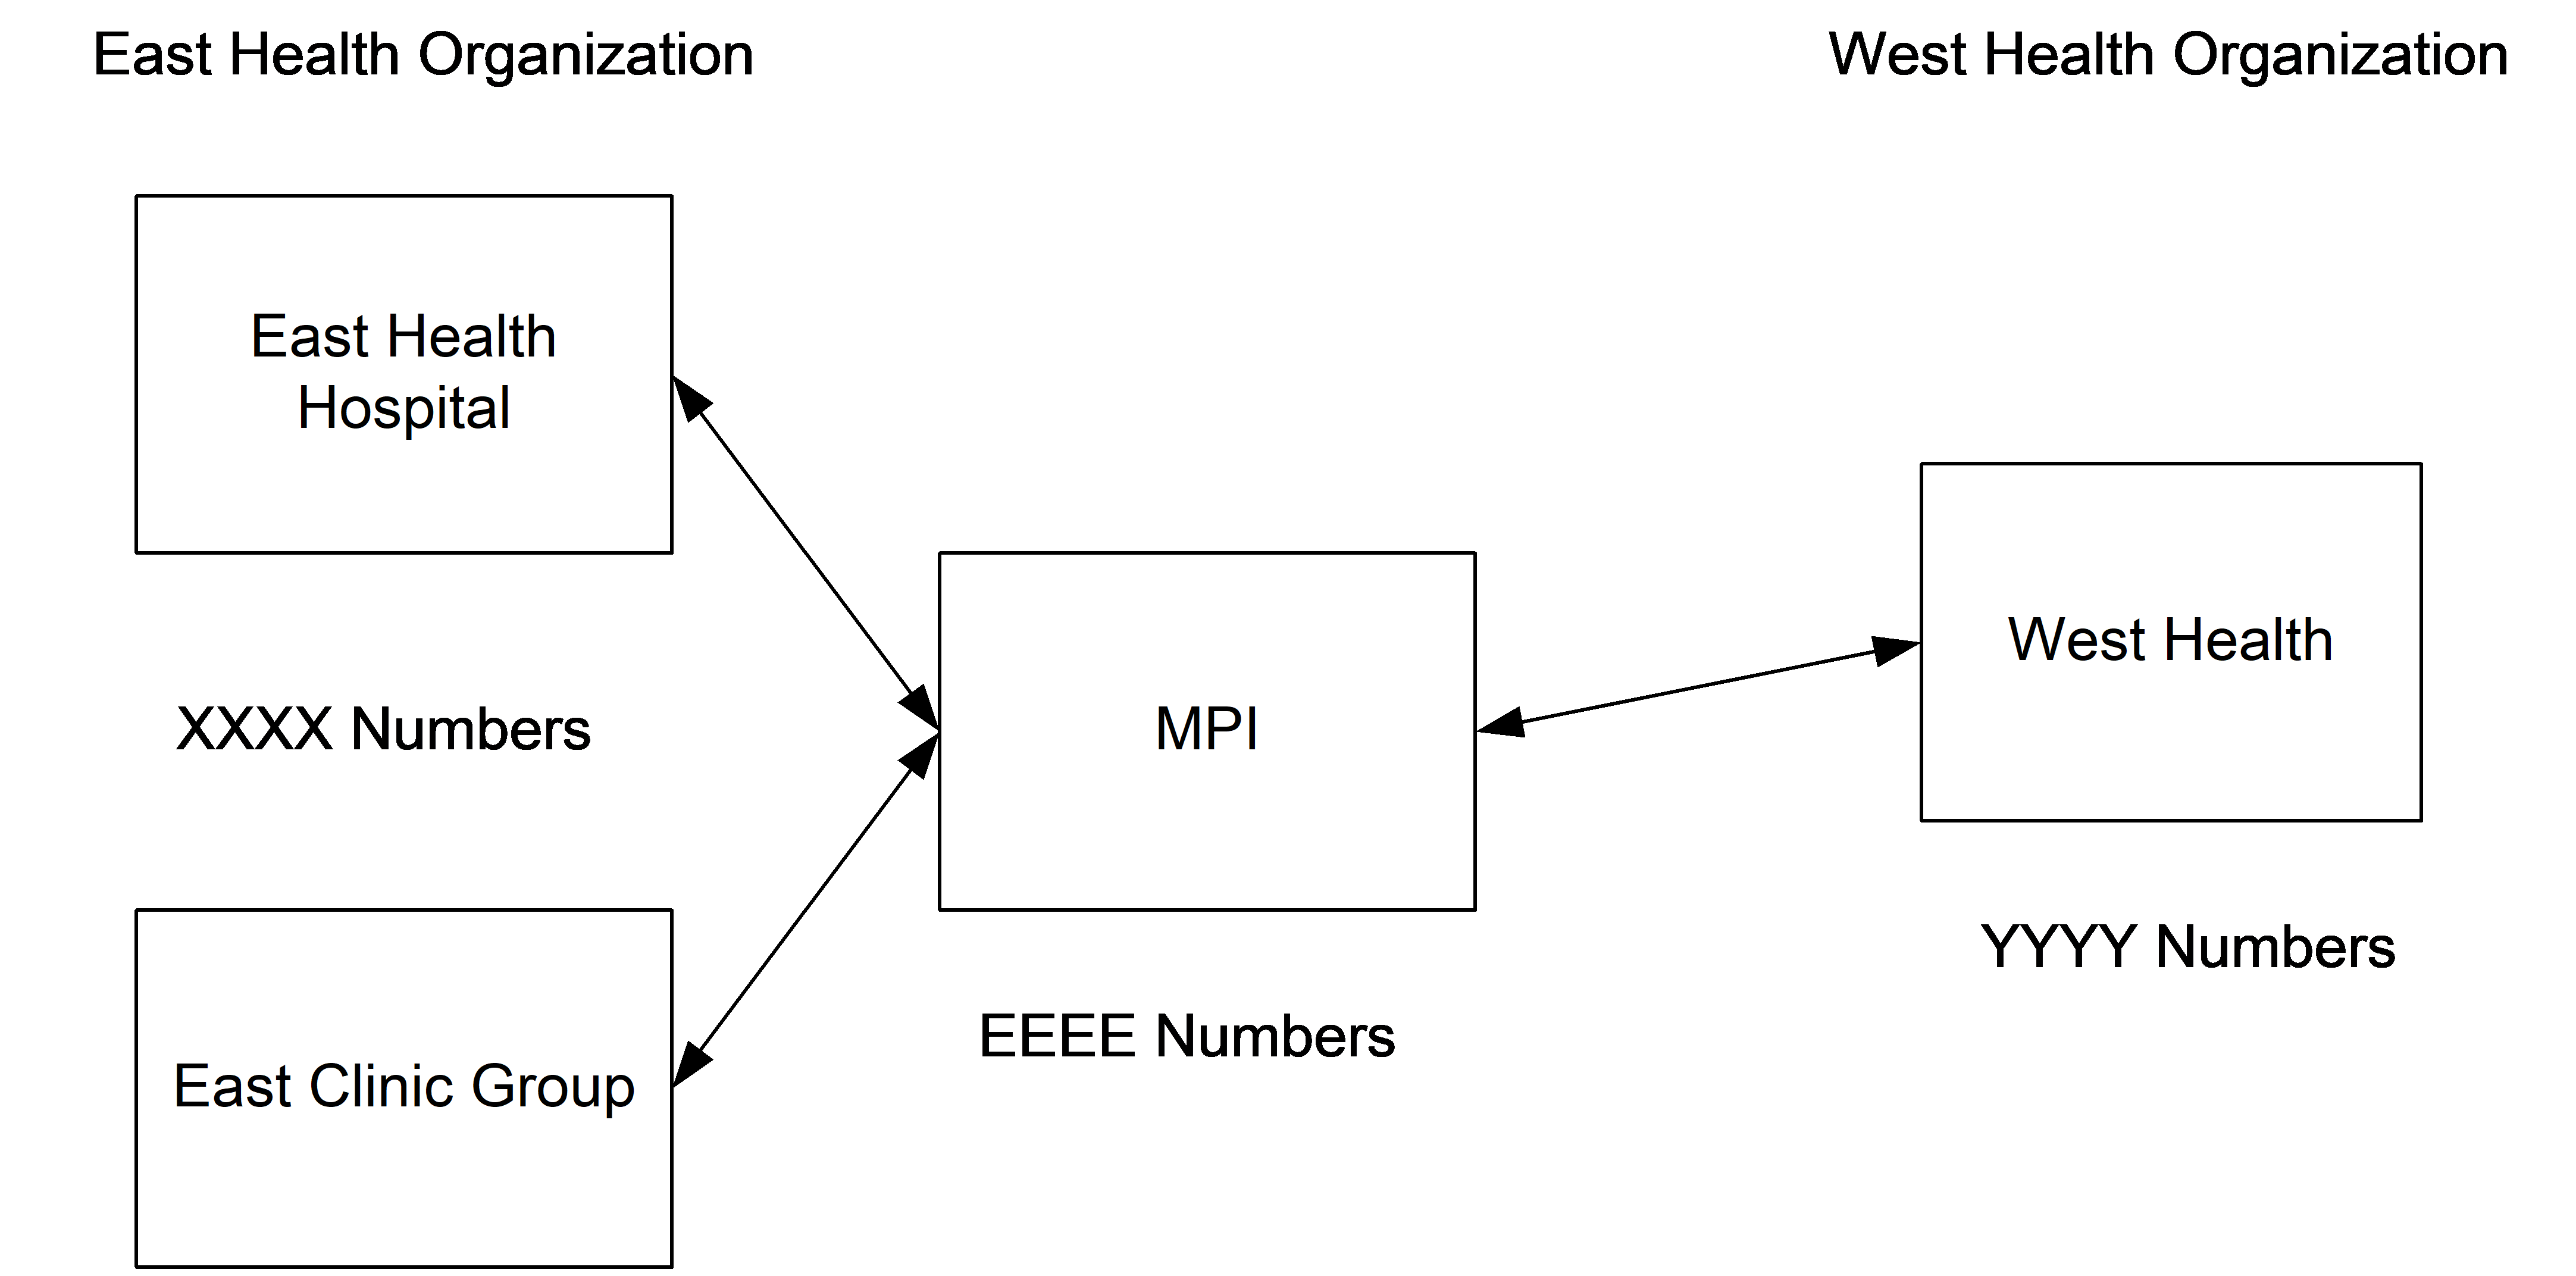 East Health Organization
West Health Organization
East Health
Hospital
West Health
XXXX Numbers
MPI
YYYY Numbers
EEEE Numbers
East Clinic Group